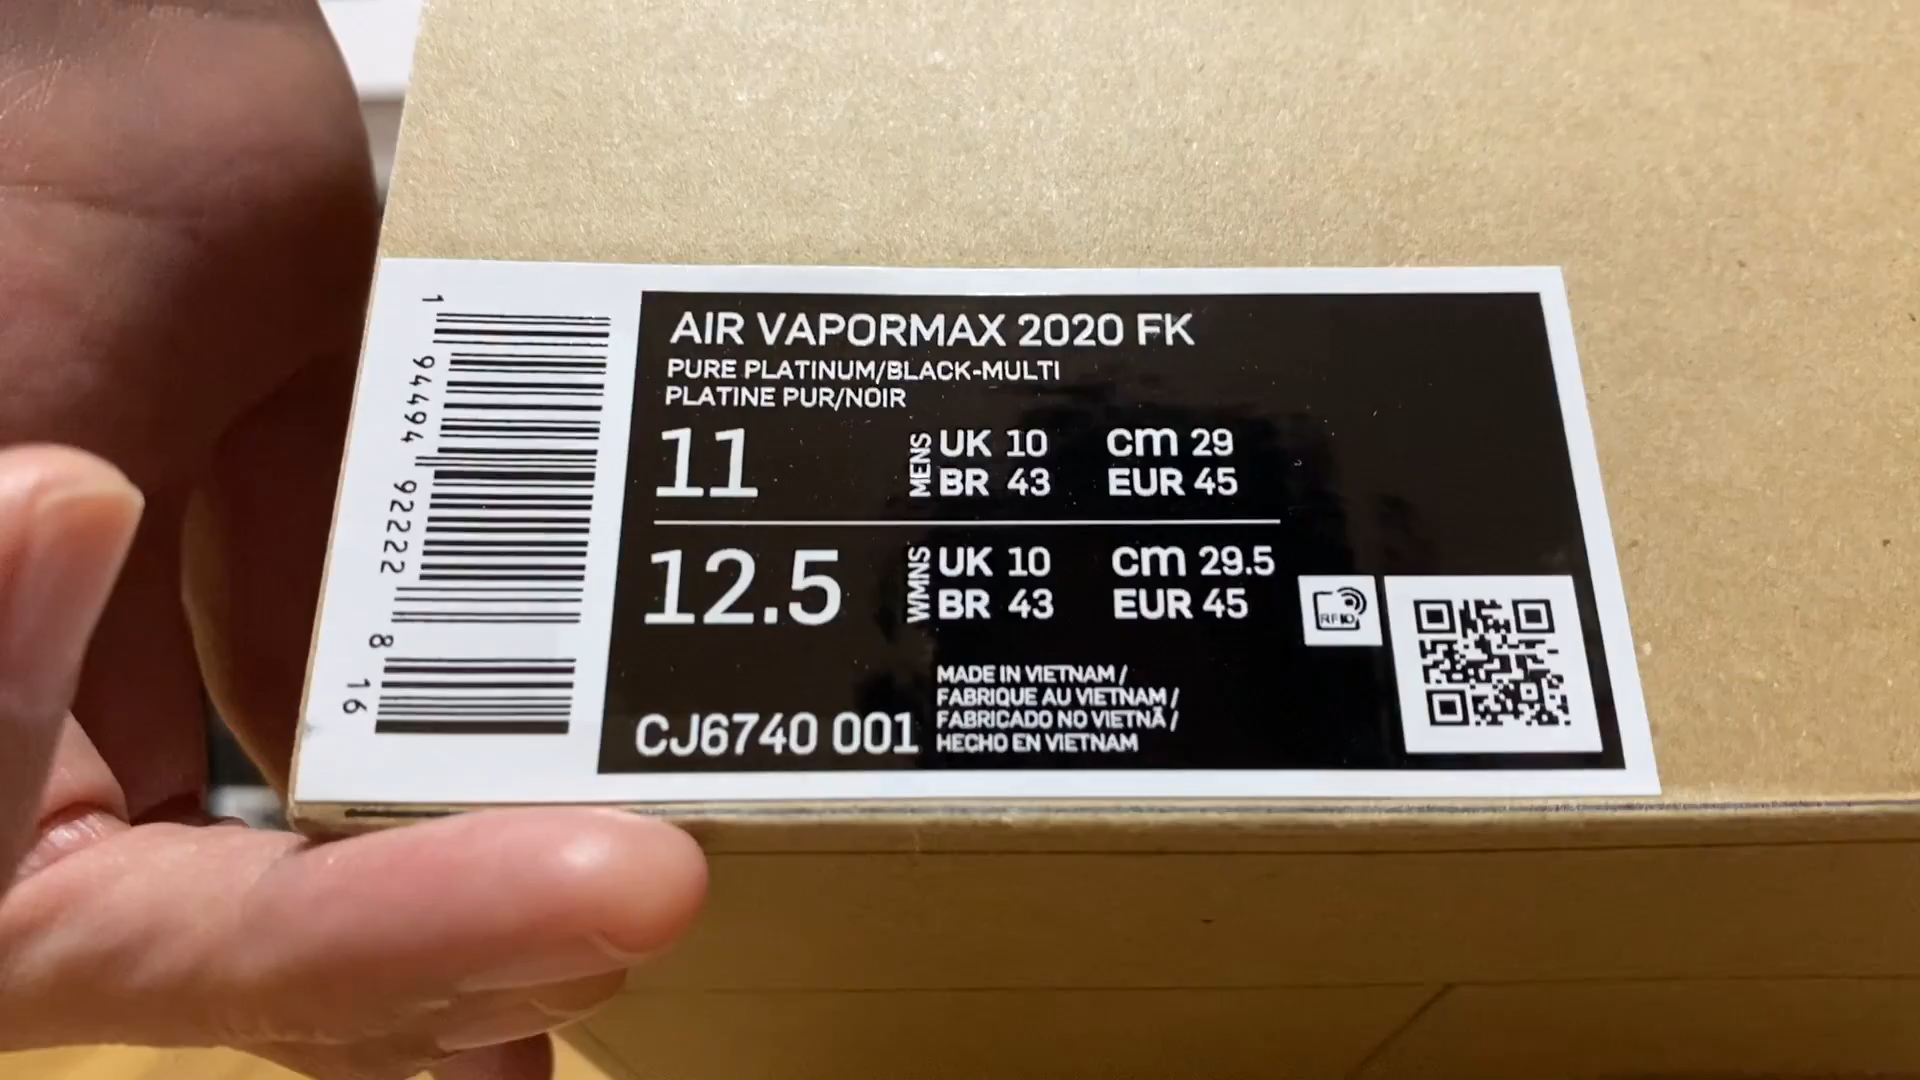 AIR VAPORMAX 2020 FK
PURE PLATINUM/BLACK-MULTI
PLATINE PUR/NOIR
11 MENS UK 10 cm 29
BR 43 EUR 45
12.5 WMNS UK 10 cm 29.5
BR 43 EUR 45
RFID
MADE IN VIETNAM /
FABRIQUE AU VIETNAM /
FABRICADO NO VIETNÃ /
HECHO EN VIETNAM
CJ6740 001
1 94494 92222 8 16